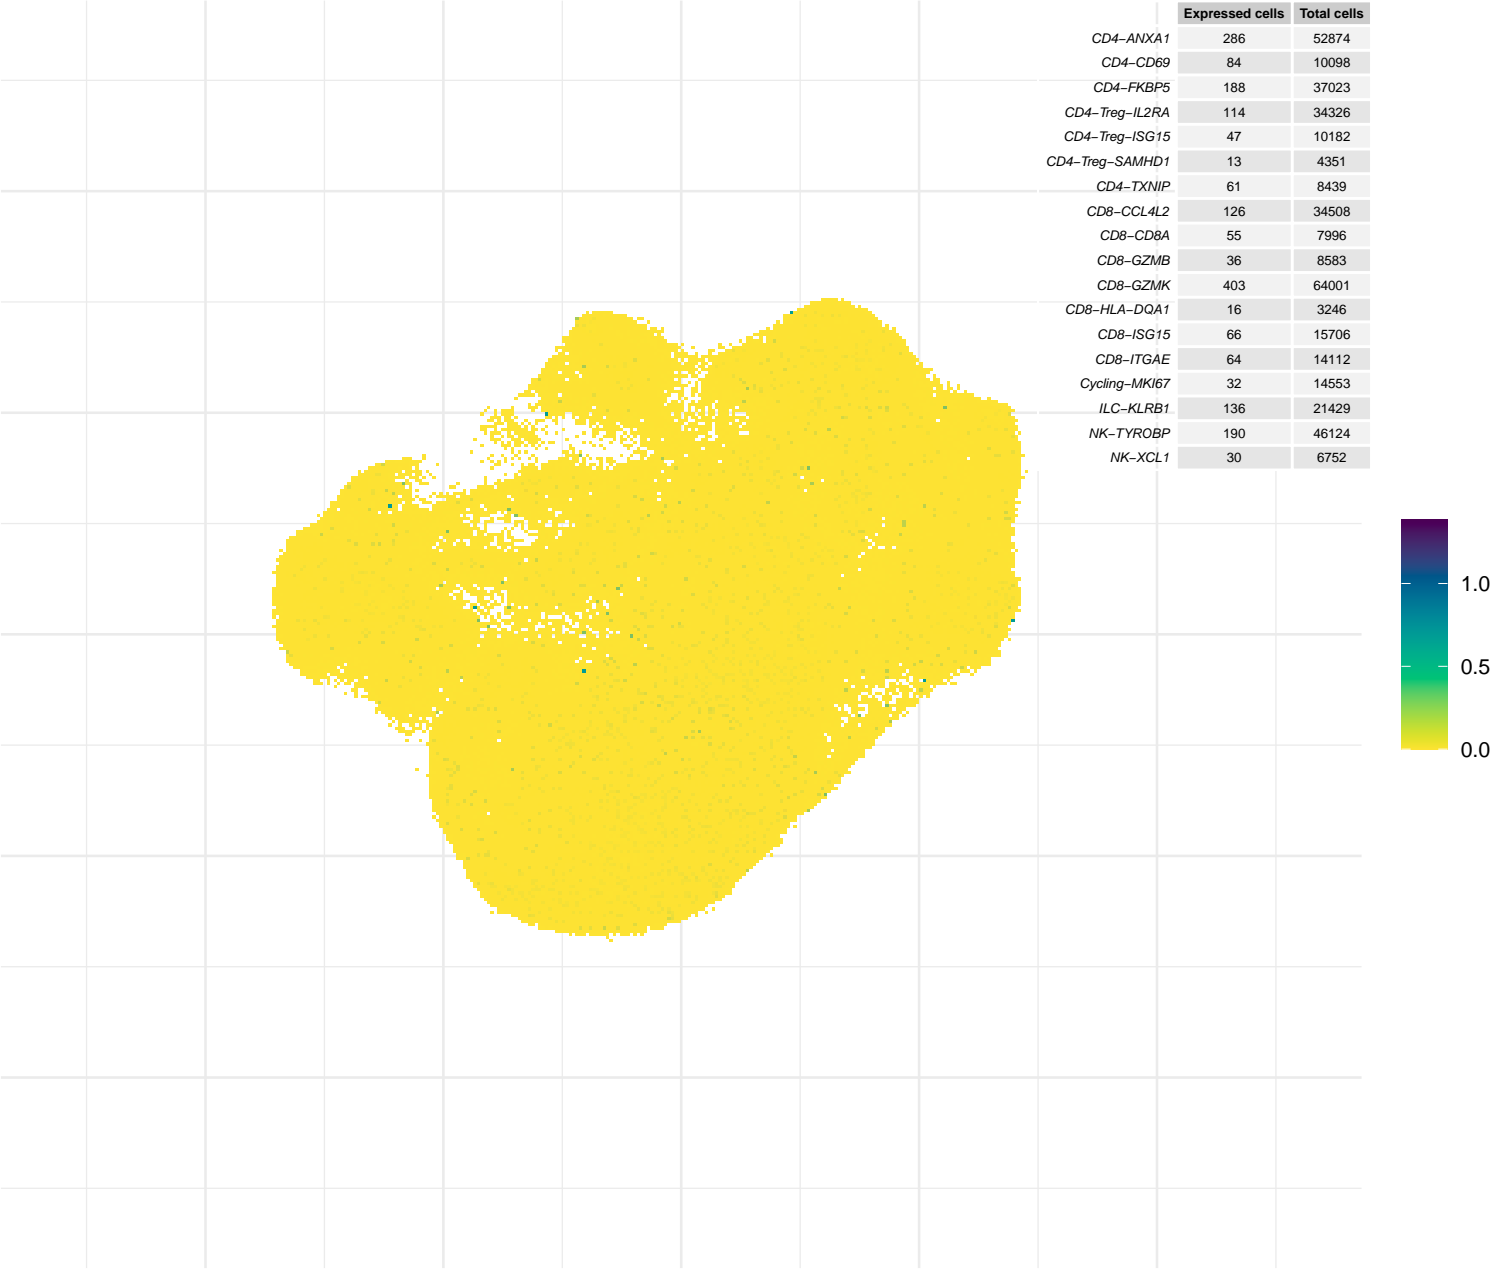 Expressed cells Total cells
CD4−ANXA1 286 52874
CD4−CD69 84 10098
CD4−FKBP5 188 37023
CD4−Treg−IL2RA 114 34326
CD4−Treg−ISG15 47 10182
CD4−Treg−SAMHD1 13 4351
CD4−TXNIP 61 8439
CD8−CCL4L2 126 34508
CD8−CD8A 55 7996
CD8−GZMB 36 8583
CD8−GZMK 403 64001
CD8−HLA−DQA1 16 3246
CD8−ISG15 66 15706
CD8−ITGAE 64 14112
Cycling−MKI67 32 14553
ILC−KLRB1 136 21429
NK−TYROBP 190 46124
NK−XCL1 30 6752
1.0
0.5
0.0